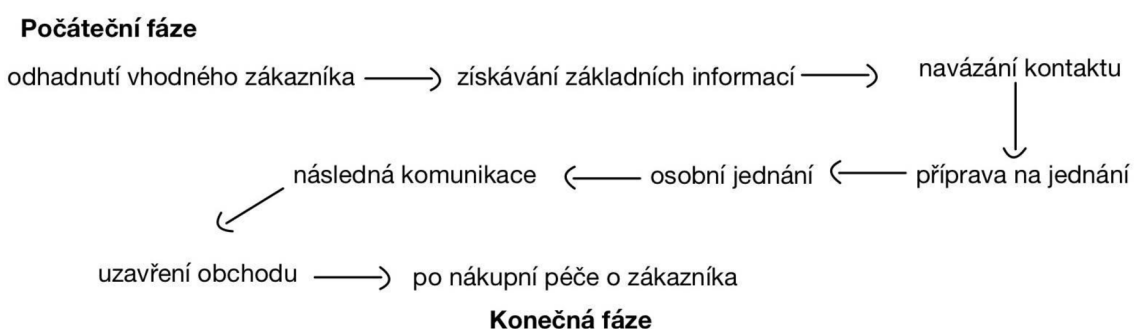 Počáteční fáze
odhadnutí vhodného zákazníka
získávání základních informací
navázání kontaktu
příprava na jednání
osobní jednání
následná komunikace
uzavření obchodu
po nákupní péče o zákazníka
Konečná fáze